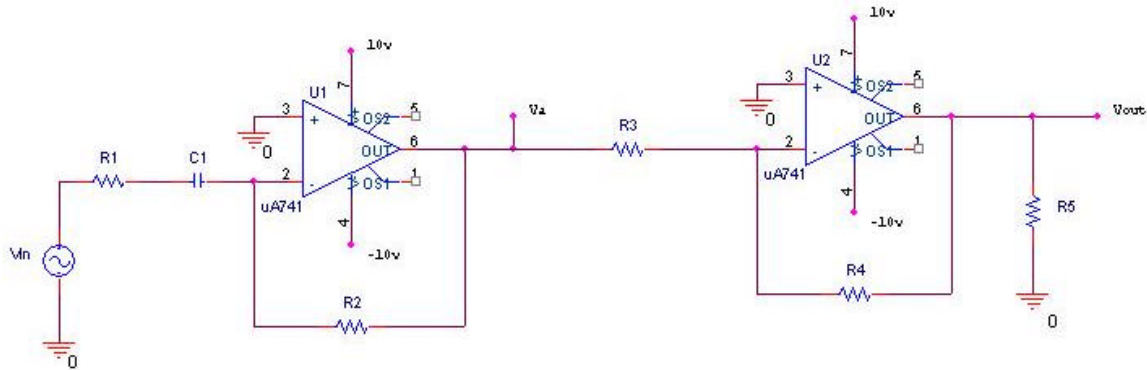 10v
10v
U1
U2
7
7
3
+
OS2
5
3
+
OS2
5
0
0
Va
Vout
OUT
6
OUT
6
R1
C1
R3
2
-
OS1
1
2
-
OS1
1
uA741
uA741
4
4
R5
Vin
-10v
-10v
R2
R4
0
0